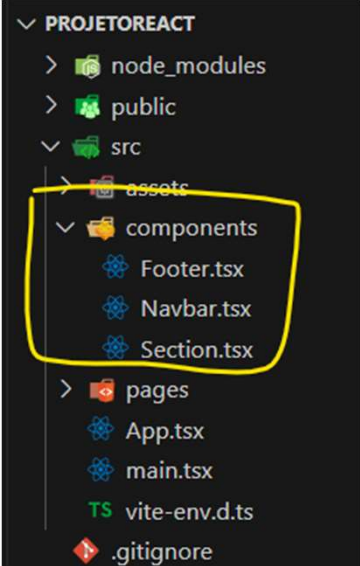 PROJETOREACT
node_modules
public
src
assets
components
Footer.tsx
Navbar.tsx
Section.tsx
pages
App.tsx
main.tsx
TS vite-env.d.ts
.gitignore